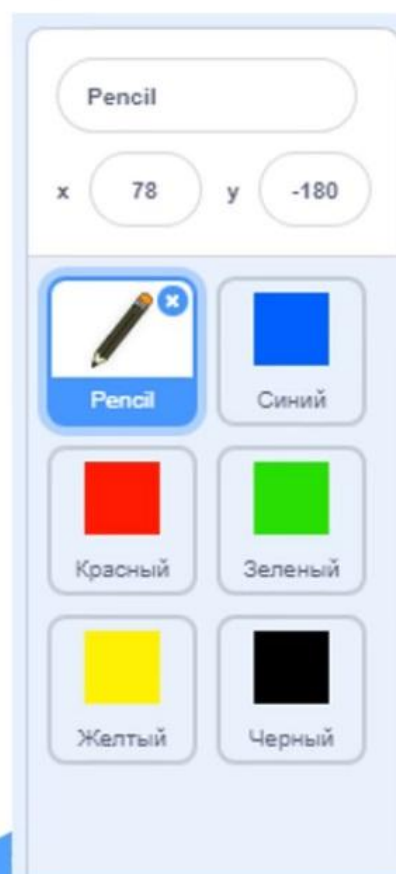 Pencil
x 78 y -180
Pencil Синий
Красный Зеленый
Желтый Черный